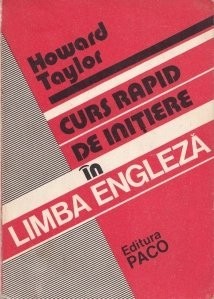 Howard
Taylor
CURS RAPID
DE INIȚIERE
în
LIMBA ENGLEZĂ
Editura
PACO